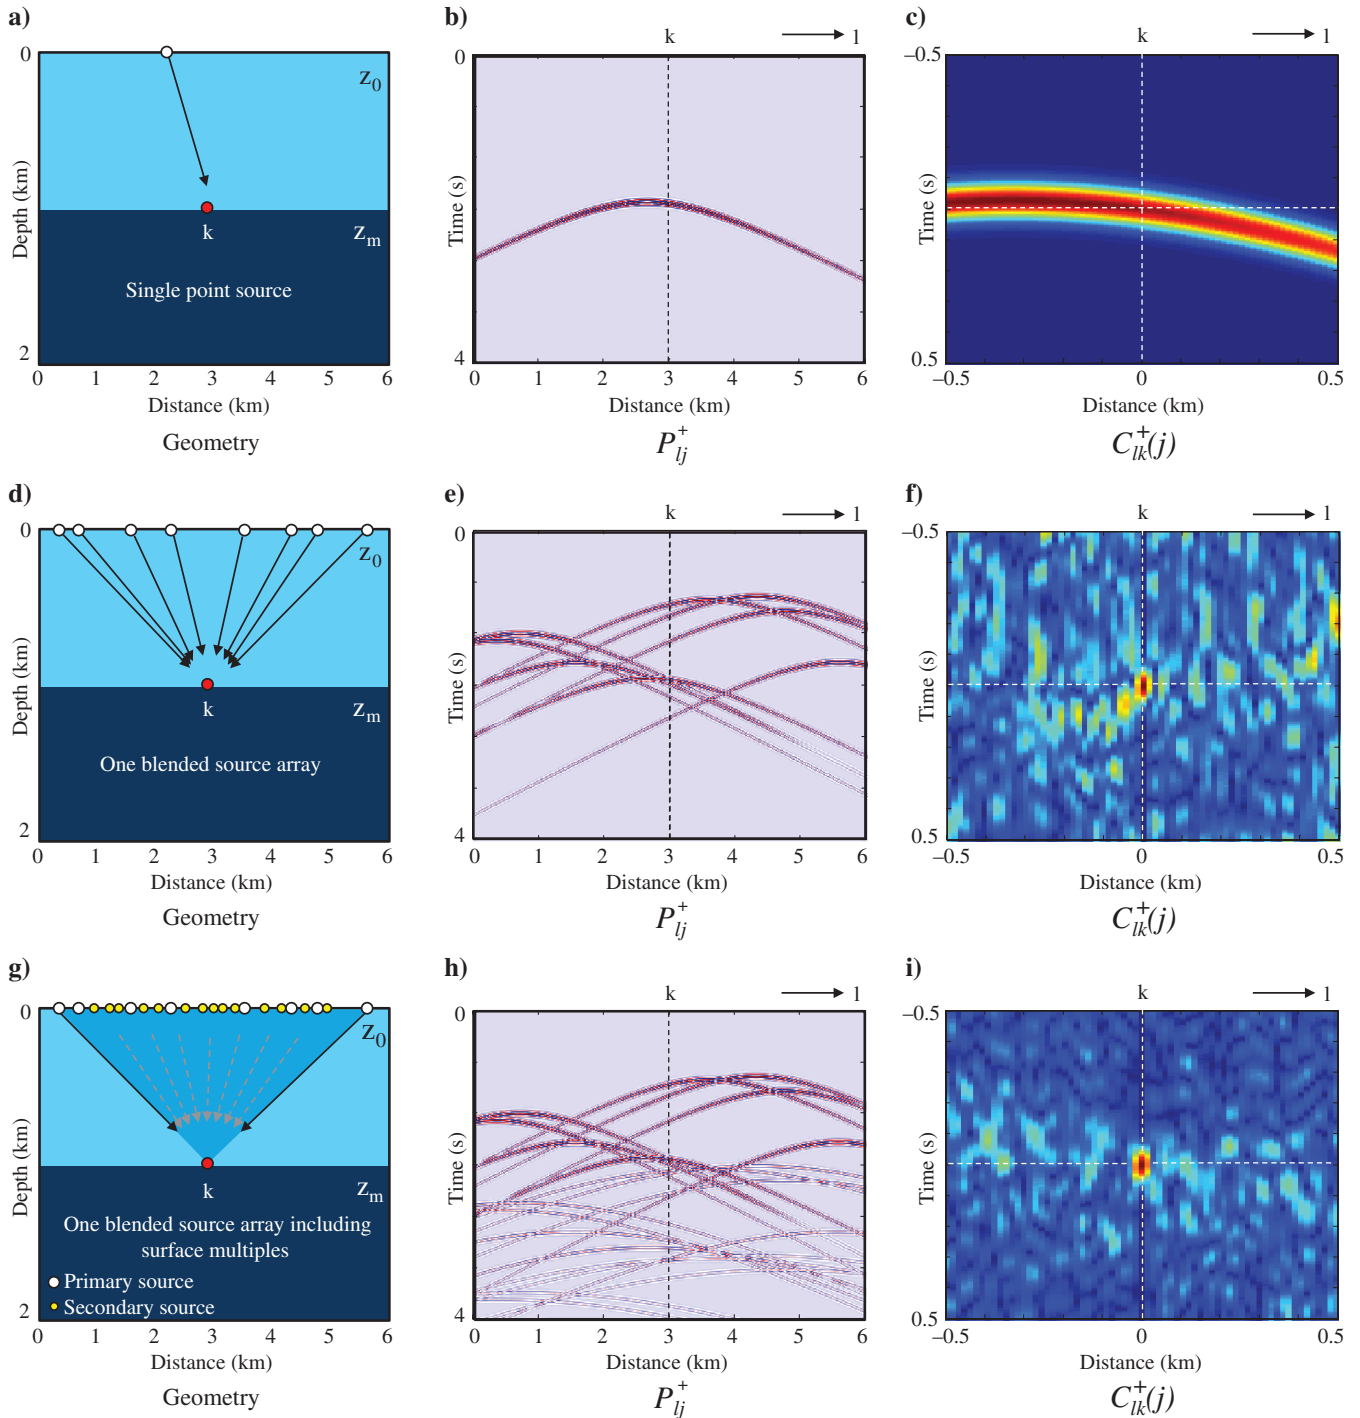 a)
b)
c)
k
l
k
l
0
z0
0
−0.5
Depth (km)
Time (s)
Time (s)
k
zm
Single point source
2
4
0.5
0 1 2 3 4 5 6
0 1 2 3 4 5 6
−0.5 0 0.5
Distance (km)
Distance (km)
Distance (km)
Geometry
P+lj
C+lk(j)
d)
e)
f)
k
l
k
l
0
z0
0
−0.5
Depth (km)
Time (s)
Time (s)
k
zm
One blended source array
2
4
0.5
0 1 2 3 4 5 6
0 1 2 3 4 5 6
−0.5 0 0.5
Distance (km)
Distance (km)
Distance (km)
Geometry
P+lj
C+lk(j)
g)
h)
i)
k
l
k
l
0
z0
0
−0.5
Depth (km)
Time (s)
Time (s)
k
zm
One blended source array including
surface multiples
Primary source
Secondary source
2
4
0.5
0 1 2 3 4 5 6
0 1 2 3 4 5 6
−0.5 0 0.5
Distance (km)
Distance (km)
Distance (km)
Geometry
P+lj
C+lk(j)